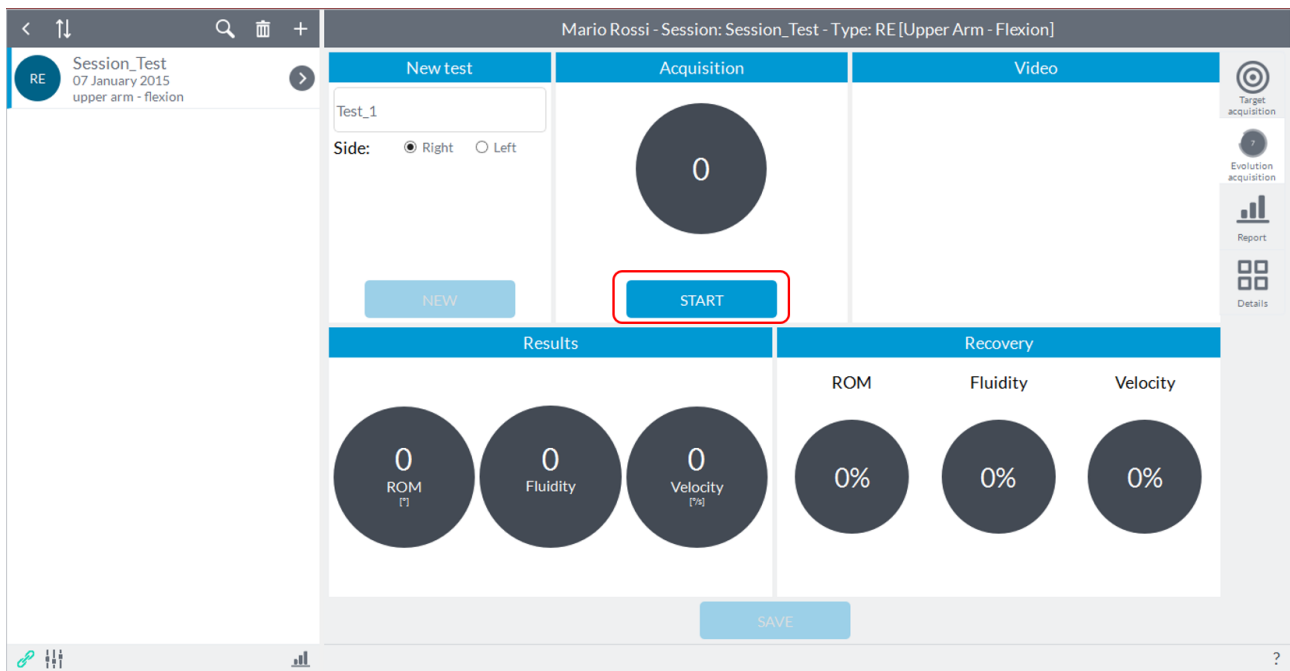 Mario Rossi - Session: Session_Test - Type: RE [Upper Arm - Flexion]
RE
Session_Test
07 January 2015
upper arm - flexion
New test
Acquisition
Video
Test_1
Side: Right Left
0
NEW
START
Target
acquisition
7
Evolution
acquisition
Report
Details
Results
Recovery
0
ROM
[°]
0
Fluidity
0
Velocity
[°/s]
ROM Fluidity Velocity
0% 0% 0%
SAVE
?